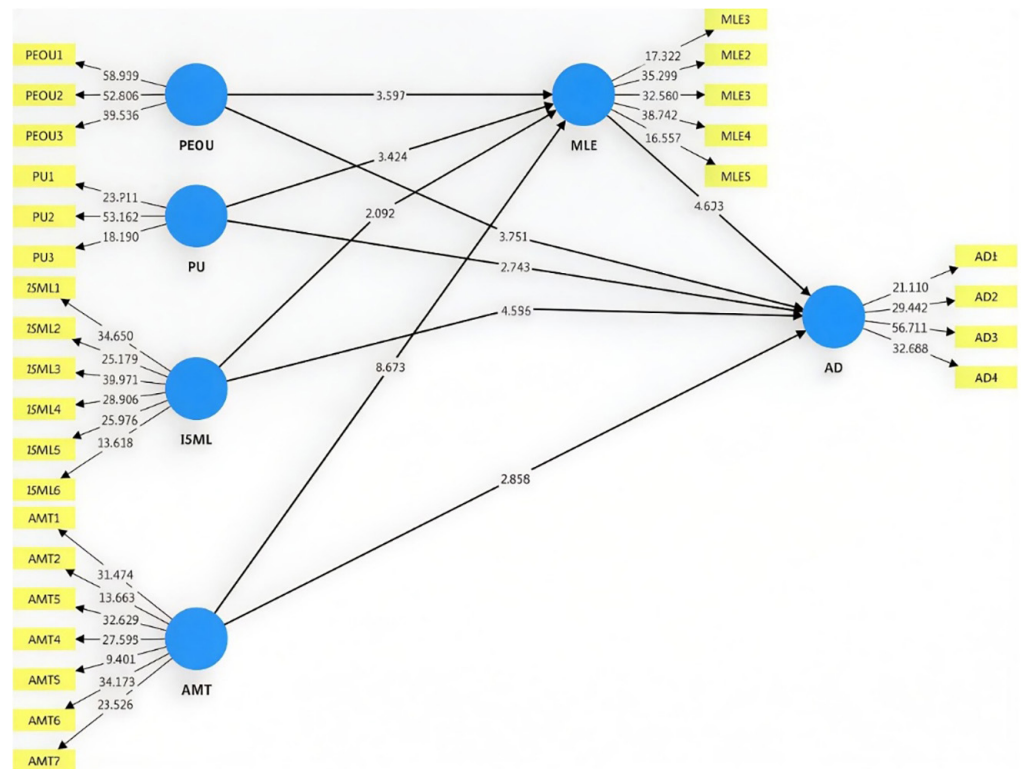 MLE3
PEOU1
17.322
MLE2
58.939
35.299
PEOU2
52.806
3.597
32.560
MLE3
39.536
38.742
PEOU3
16.557
MLE4
PEOU
MLE
3.424
PU1
MLE5
23.911
4.633
PU2
53.162
2.092
18.190
3.751
PU3
PU
2.743
AD1
ISML1
21.110
AD2
29.442
4.596
ISML2
34.650
56.711
AD3
25.179
32.688
ISML3
39.971
8.673
AD
AD4
28.906
ISML4
25.976
ISML
13.618
ISML5
ISML6
2.858
AMT1
AMT2
31.474
13.663
AMT5
32.629
AMT4
27.593
9.401
AMT5
34.173
AMT
23.526
AMT6
AMT7